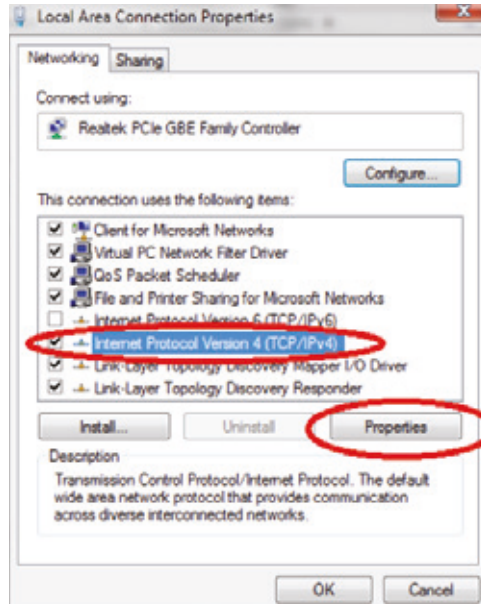 Local Area Connection Properties
Networking Sharing
Connect using:
Realtek PCIe GBE Family Controller
Configure...
This connection uses the following items:
Client for Microsoft Networks
Virtual PC Network Filter Driver
QoS Packet Scheduler
File and Printer Sharing for Microsoft Networks
Internet Protocol Version 6 (TCP/IPv6)
Internet Protocol Version 4 (TCP/IPv4)
Link-Layer Topology Discovery Mapper I/O Driver
Link-Layer Topology Discovery Responder
Install... Uninstall Properties
Description
Transmission Control Protocol/Internet Protocol. The default
wide area network protocol that provides communication
across diverse interconnected networks.
OK Cancel